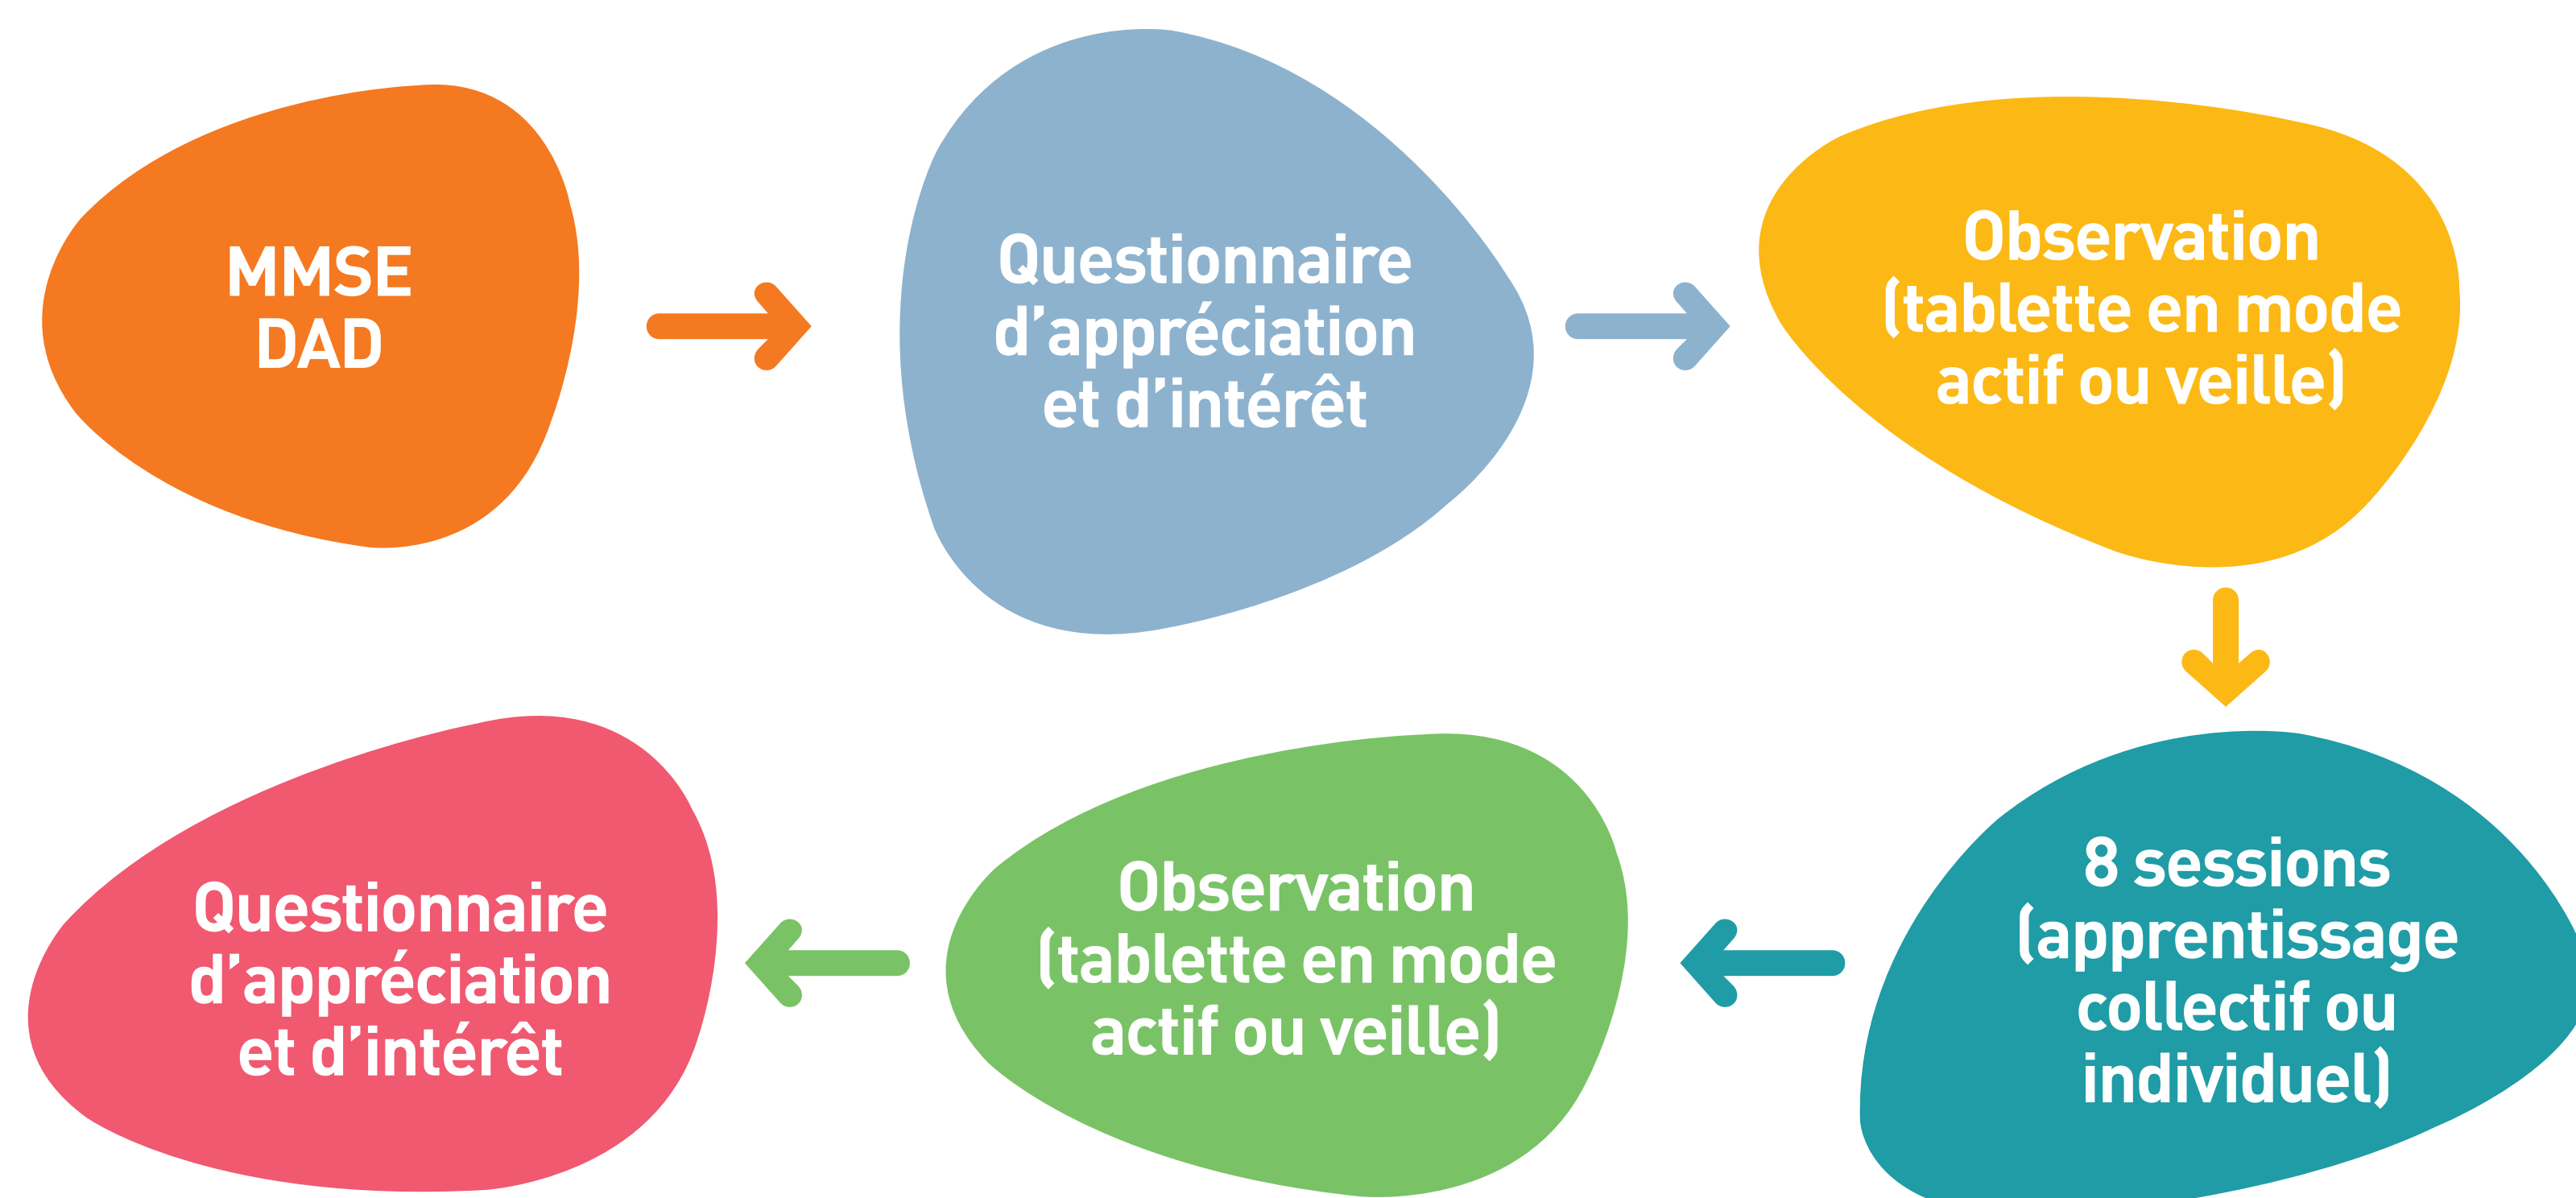 MMSE
DAD
Questionnaire
d’appréciation
et d’intérêt
Observation
(tablette en mode
actif ou veille)
8 sessions
(apprentissage
collectif ou
individuel)
Observation
(tablette en mode
actif ou veille)
Questionnaire
d’appréciation
et d’intérêt